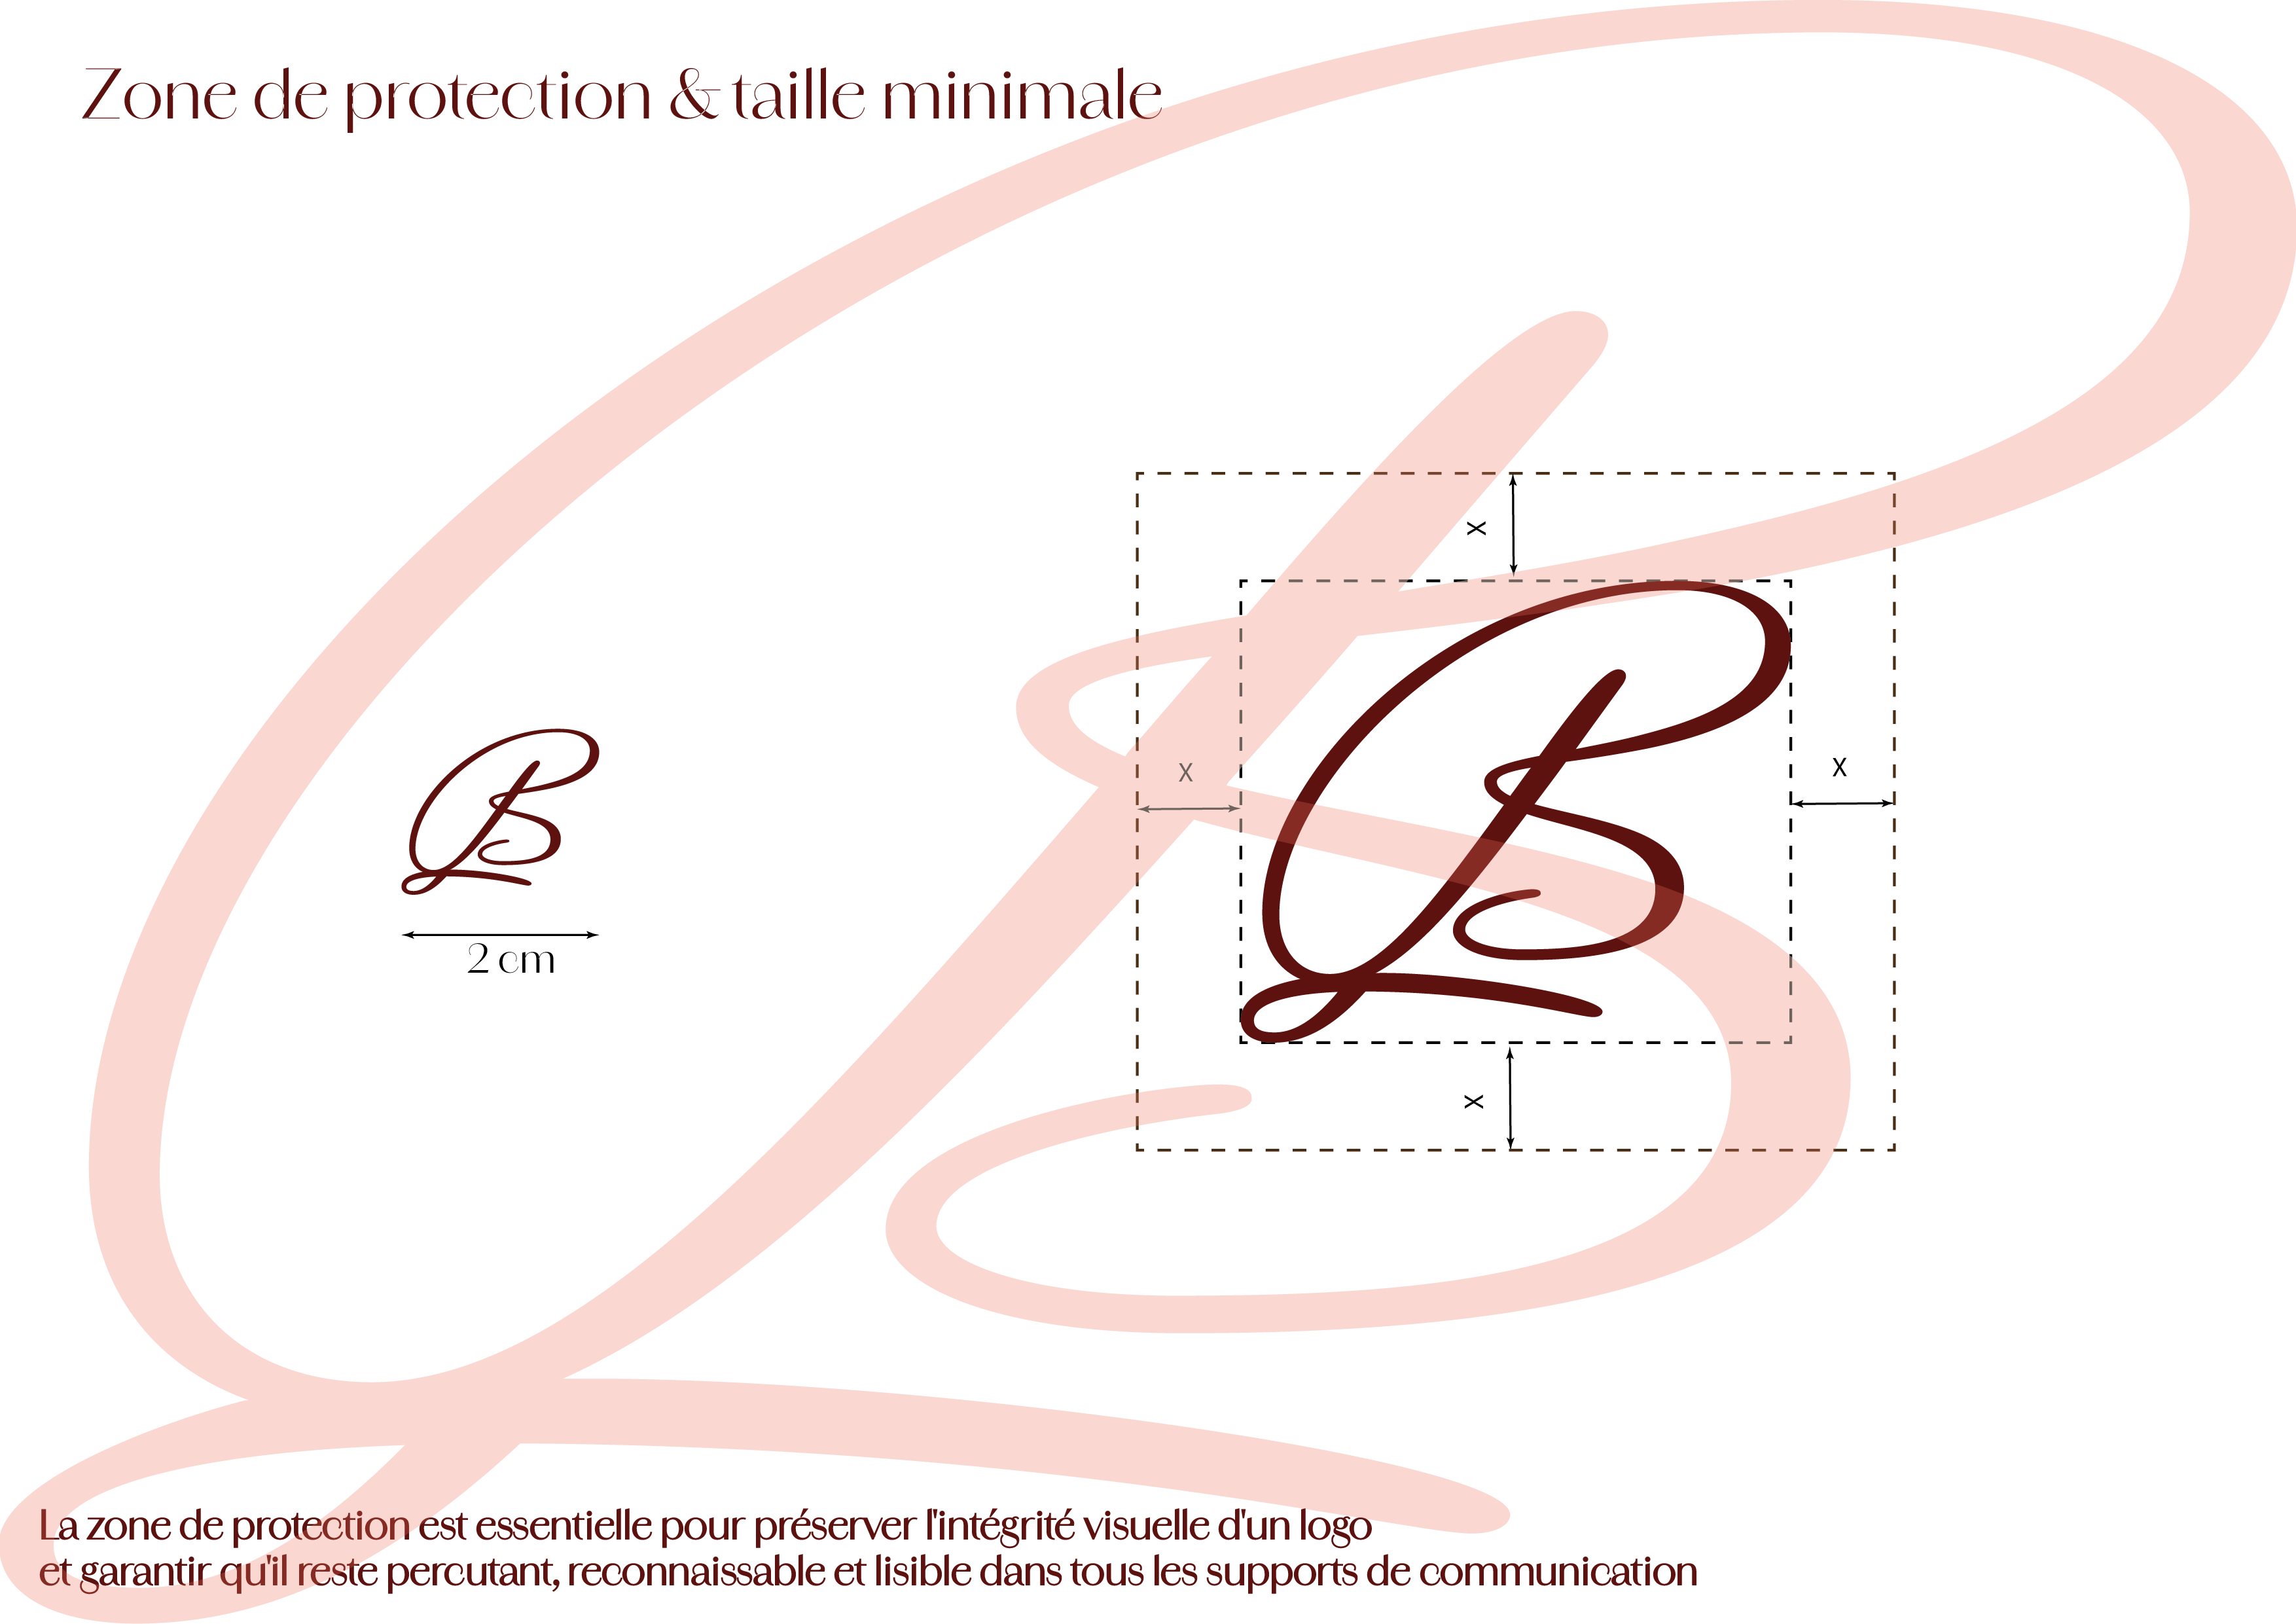 Zone de protection & taille minimale
X
X
X
B
B
2 cm
X
La zone de protection est essentielle pour préserver l'intégrité visuelle d'un logo
et garantir qu'il reste percutant, reconnaissable et lisible dans tous les supports de communication